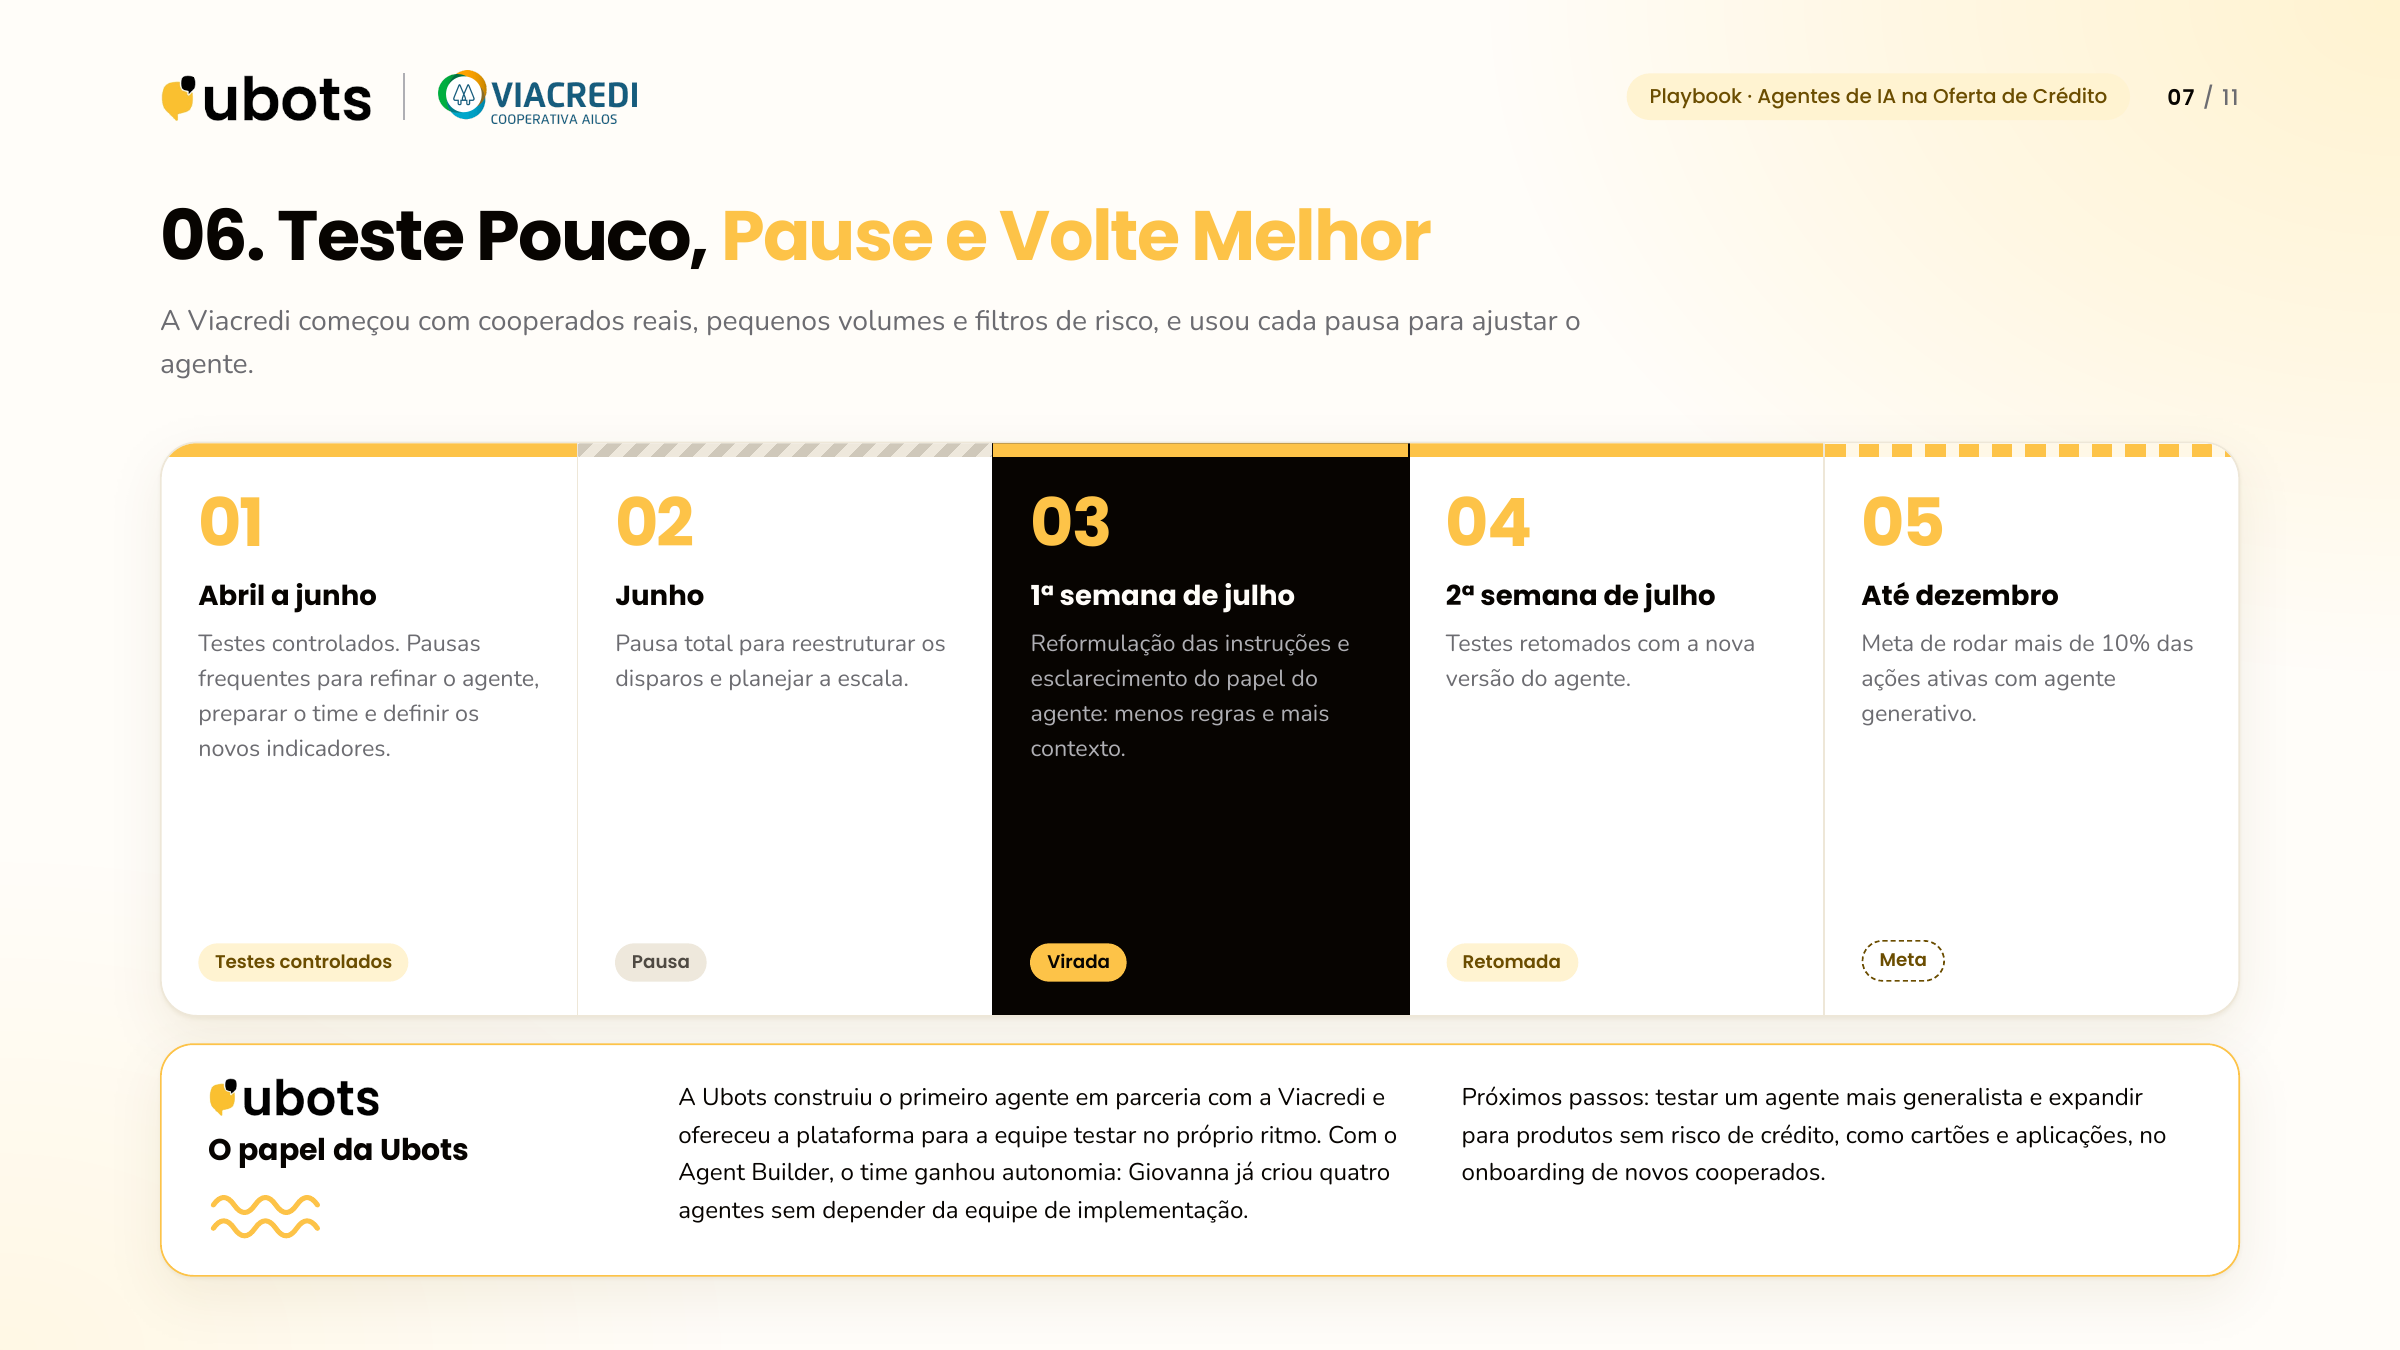 ubots
VIACREDI
COOPERATIVA AILOS
Playbook · Agentes de IA na Oferta de Crédito
07 / 11
06. Teste Pouco, Pause e Volte Melhor
A Viacredi começou com cooperados reais, pequenos volumes e filtros de risco, e usou cada pausa para ajustar o
agente.
01
Abril a junho
Testes controlados. Pausas
frequentes para refinar o agente,
preparar o time e definir os
novos indicadores.
Testes controlados
02
Junho
Pausa total para reestruturar os
disparos e planejar a escala.
Pausa
03
1ª semana de julho
Reformulação das instruções e
esclarecimento do papel do
agente: menos regras e mais
contexto.
Virada
04
2ª semana de julho
Testes retomados com a nova
versão do agente.
Retomada
05
Até dezembro
Meta de rodar mais de 10% das
ações ativas com agente
generativo.
Meta
ubots
O papel da Ubots
A Ubots construiu o primeiro agente em parceria com a Viacredi e
ofereceu a plataforma para a equipe testar no próprio ritmo. Com o
Agent Builder, o time ganhou autonomia: Giovanna já criou quatro
agentes sem depender da equipe de implementação.
Próximos passos: testar um agente mais generalista e expandir
para produtos sem risco de crédito, como cartões e aplicações, no
onboarding de novos cooperados.